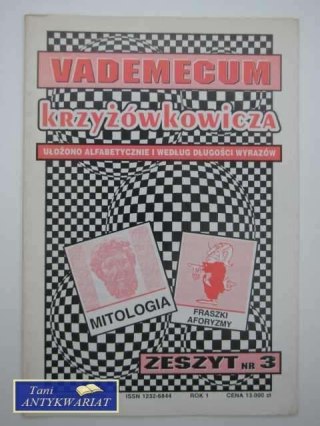 VADEMECUM
krzyżówkowicza
UŁOŻONO ALFABETYCZNIE I WEDŁUG DŁUGOŚCI WYRAZÓW
MITOLOGIA
FRASZKI
AFORYZMY
ZESZYT NR 3
ISSN 1232-6844 ROK 1 CENA 13.000 zł
Tani
ANTYKWARIAT